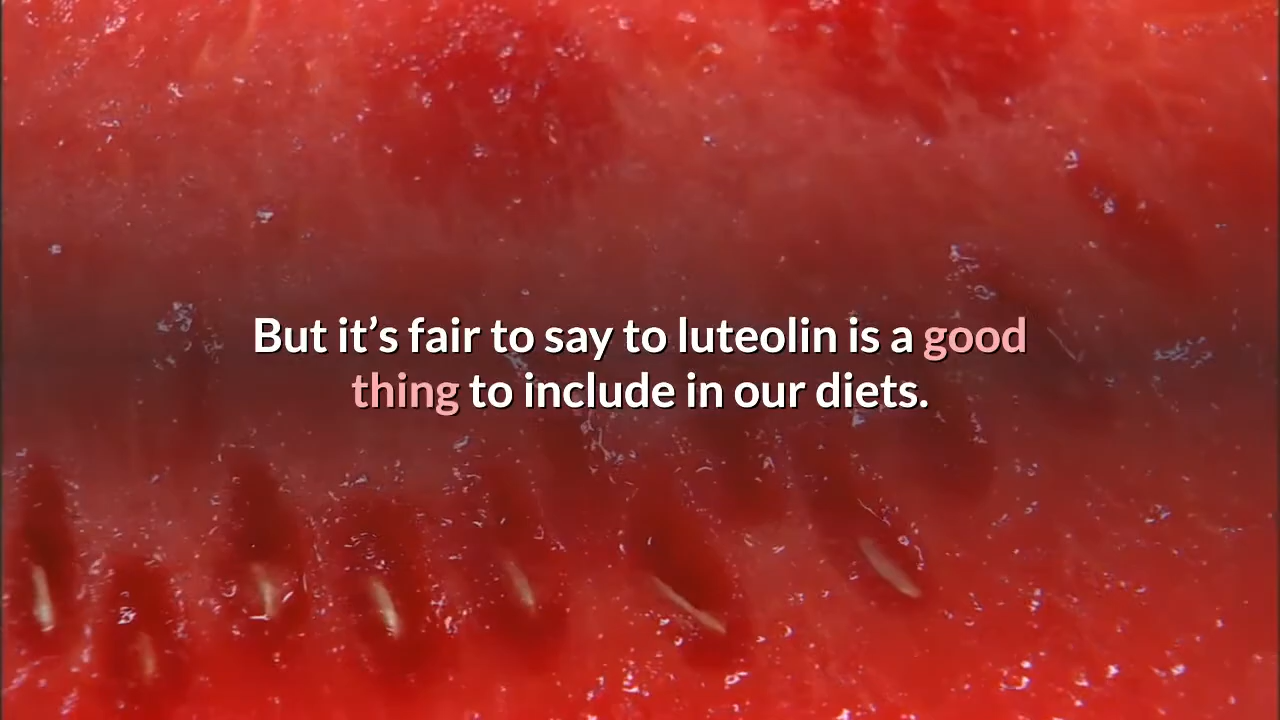 But it’s fair to say to luteolin is a good
thing to include in our diets.